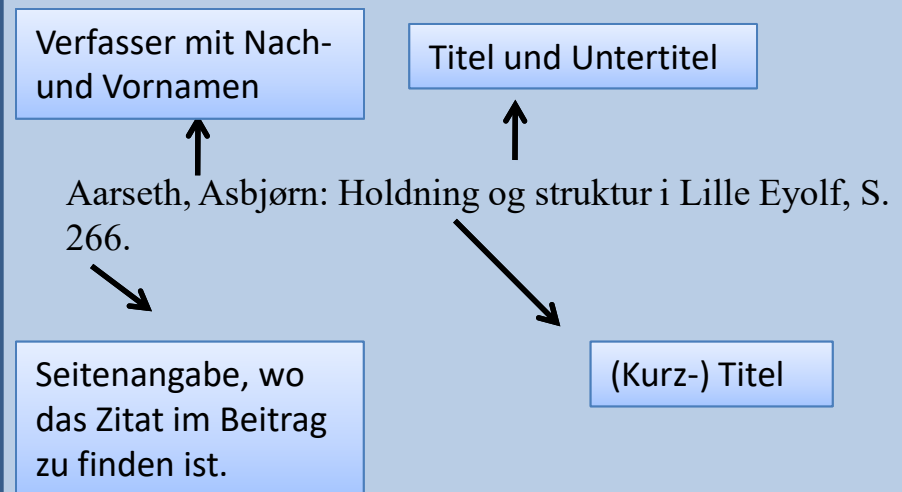 Verfasser mit Nach-
und Vornamen
Titel und Untertitel
Aarseth, Asbjørn: Holdning og struktur i Lille Eyolf, S.
266.
Seitenangabe, wo
das Zitat im Beitrag
zu finden ist.
(Kurz-) Titel